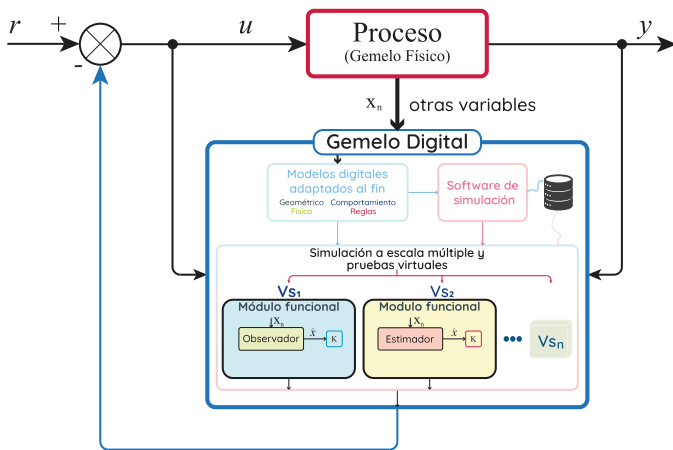 r
+
-
u
Proceso
(Gemelo Físico)
y
xn
otras variables
Gemelo Digital
Modelos digitales
adaptados al fin
Geométrico Comportamiento
Físico Reglas
Software de
simulación
Simulación a escala múltiple y
pruebas virtuales
Vs1
Módulo funcional
xn
Observador
x̂
K
Vs2
Modulo funcional
xn
Estimador
x̂
K
•••
Vsn